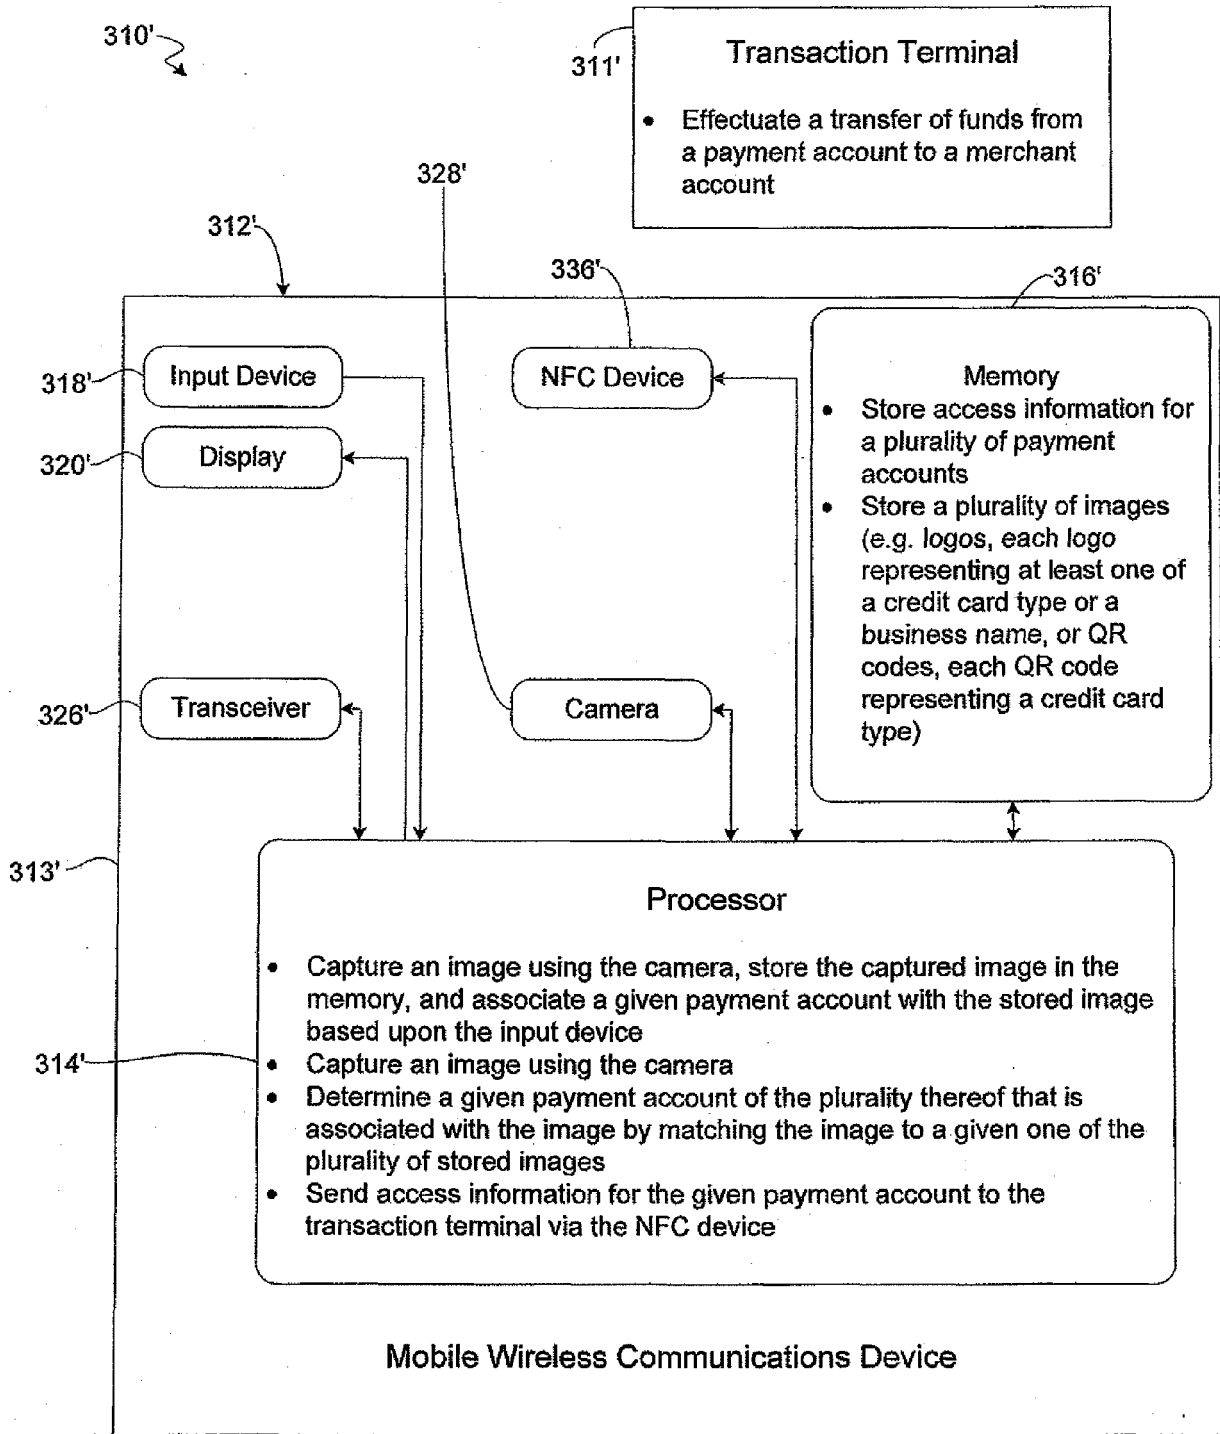 310'
311'
Transaction Terminal
• Effectuate a transfer of funds from
a payment account to a merchant
account
328'
312'
336'
316'
318'
Input Device
NFC Device
320'
Display
Memory
• Store access information for
a plurality of payment
accounts
• Store a plurality of images
(e.g. logos, each logo
representing at least one of
a credit card type or a
business name, or QR
codes, each QR code
representing a credit card
type)
326'
Transceiver
Camera
313'
Processor
• Capture an image using the camera, store the captured image in the
memory, and associate a given payment account with the stored image
based upon the input device
314'
• Capture an image using the camera
• Determine a given payment account of the plurality thereof that is
associated with the image by matching the image to a given one of the
plurality of stored images
• Send access information for the given payment account to the
transaction terminal via the NFC device
Mobile Wireless Communications Device